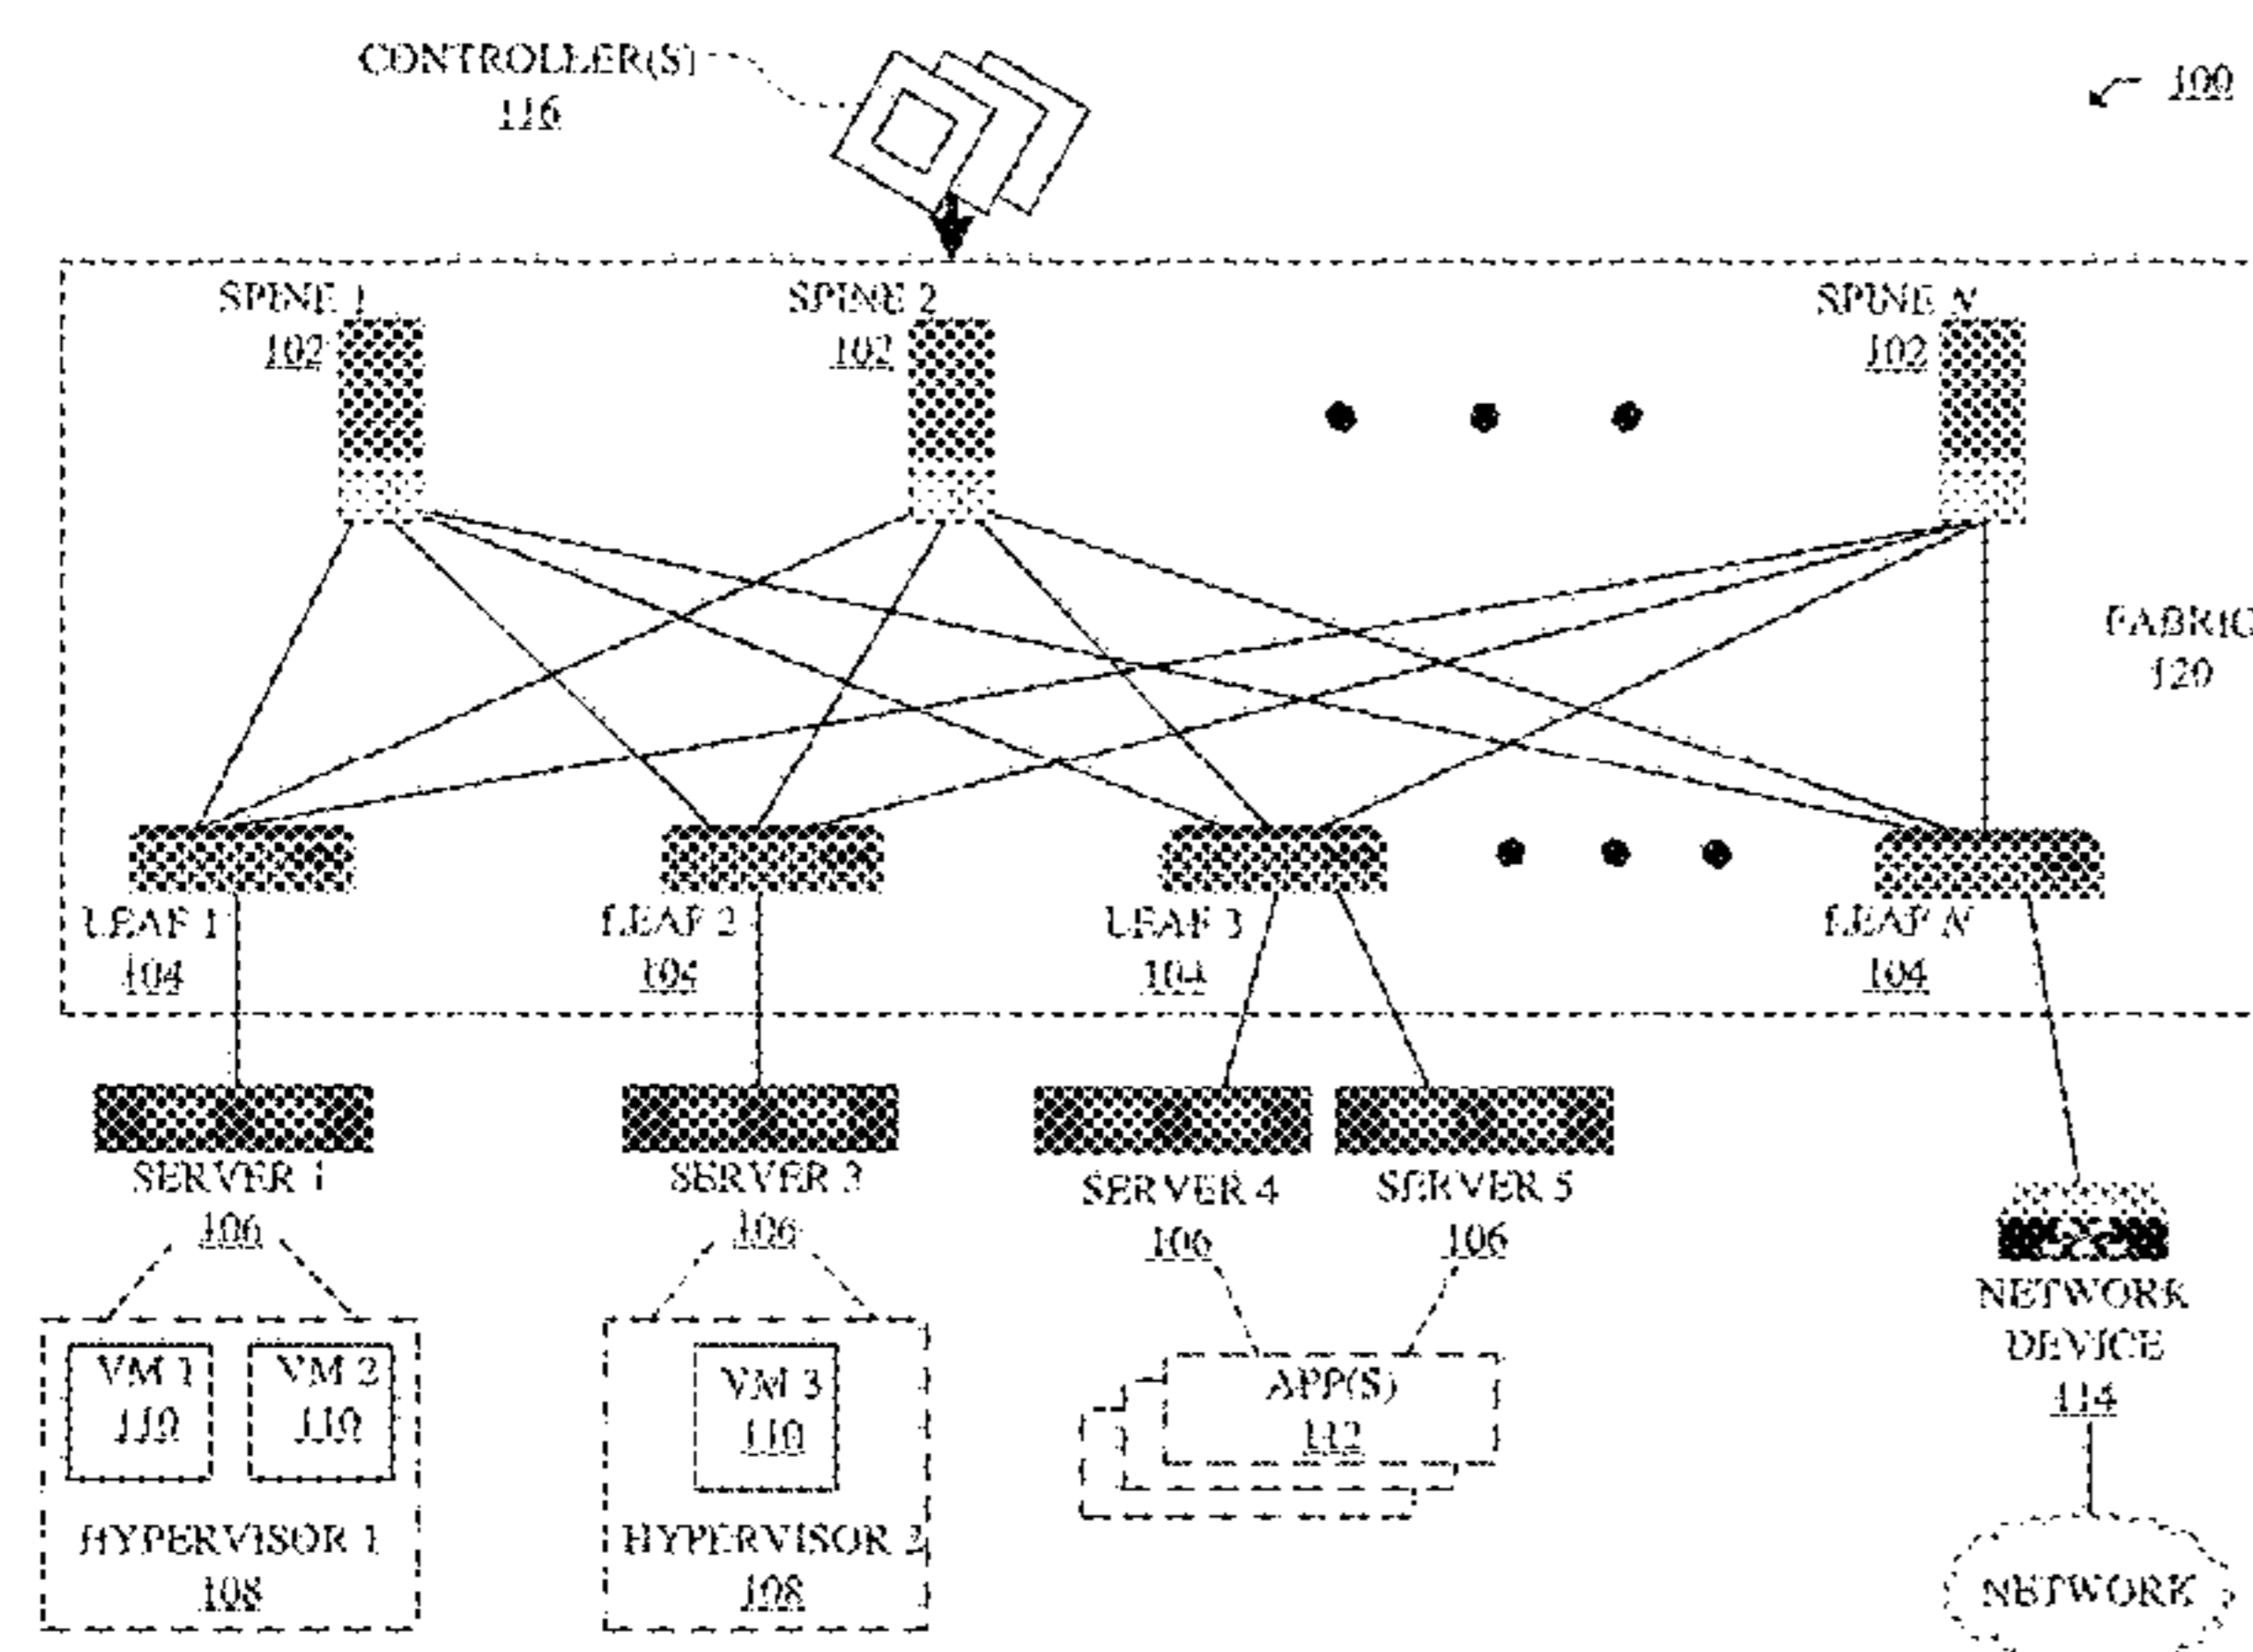 CONTROLLER(S)
116
100
SPINE 1
102
SPINE 2
102
SPINE N
102
FABRIC
120
LEAF 1
104
LEAF 2
104
LEAF 3
104
LEAF N
104
SERVER 1
106
SERVER 3
106
SERVER 4
106
SERVER 5
106
NETWORK
DEVICE
114
VM 1
110
VM 2
110
HYPERVISOR 1
108
VM 3
110
HYPERVISOR 2
108
APP(S)
112
NETWORK